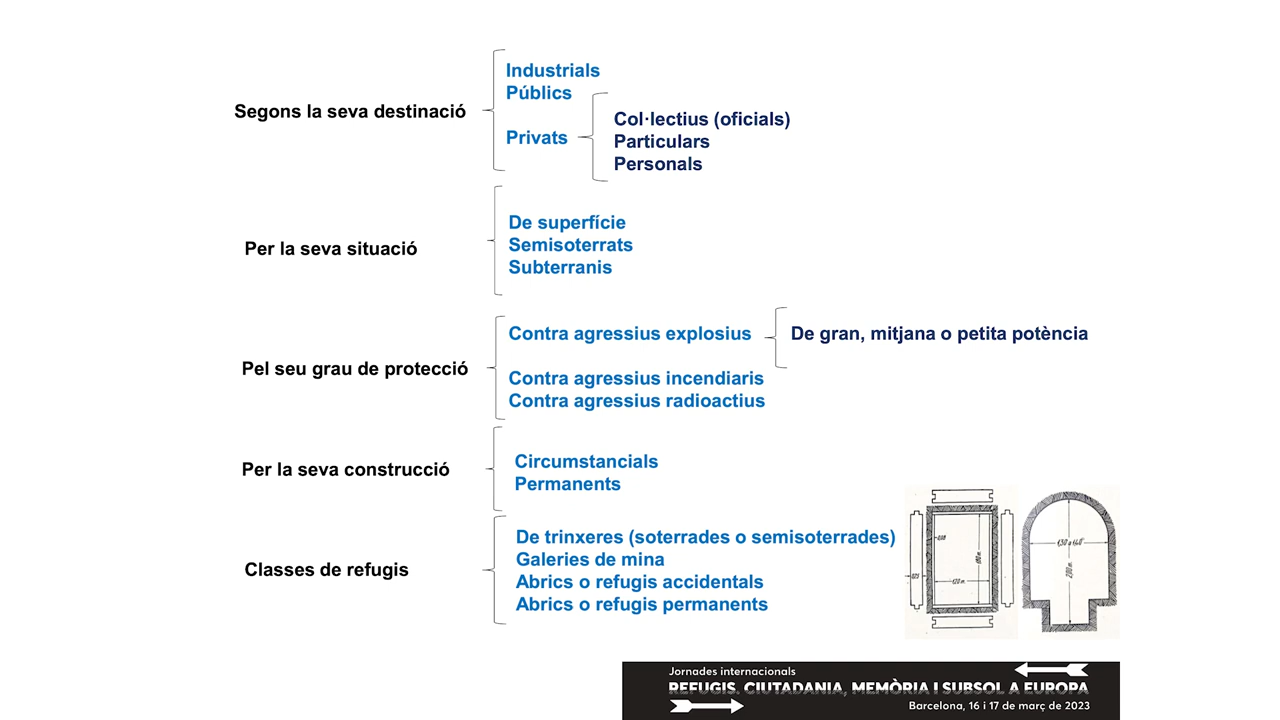 Segons la seva destinació
Industrials
Públics
Privats
Col·lectius (oficials)
Particulars
Personals
Per la seva situació
De superfície
Semisoterrats
Subterranis
Pel seu grau de protecció
Contra agressius explosius
De gran, mitjana o petita potència
Contra agressius incendiaris
Contra agressius radioactius
Per la seva construcció
Circumstancials
Permanents
Classes de refugis
De trinxeres (soterrades o semisoterrades)
Galeries de mina
Abrics o refugis accidentals
Abrics o refugis permanents
Jornades internacionals
REFUGIS. CIUTADANIA, MEMÒRIA I SUBSOL A EUROPA
Barcelona, 16 i 17 de març de 2023